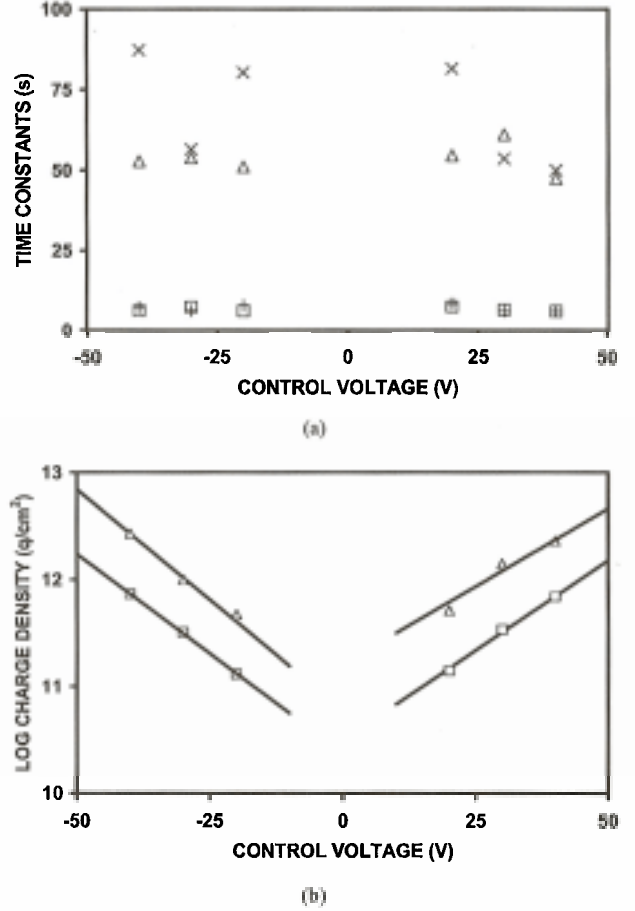 100
75
50
25
0
TIME CONSTANTS (s)
-50 -25 0 25 50
CONTROL VOLTAGE (V)
(a)
13
12
11
10
LOG CHARGE DENSITY (q/cm²)
-50 -25 0 25 50
CONTROL VOLTAGE (V)
(b)